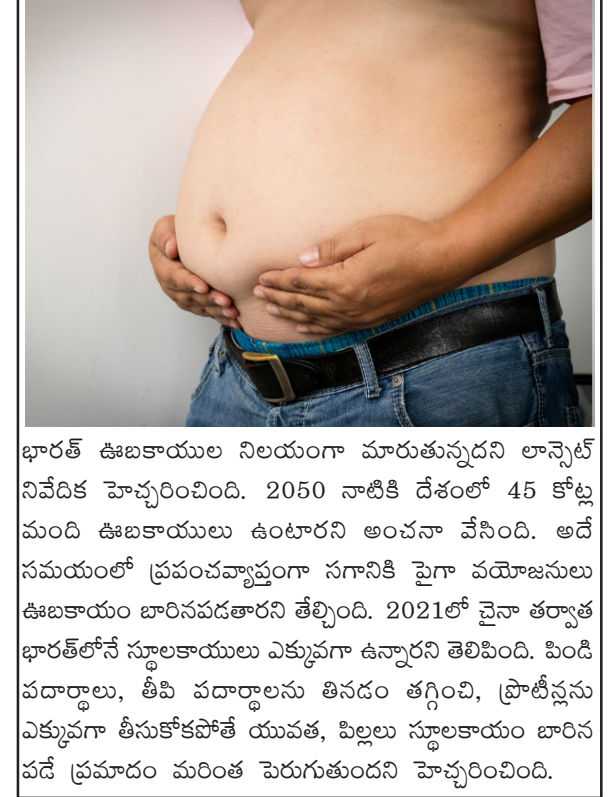 భారత్ ఊబకాయుల నిలయంగా మారుతున్నదని లాన్సెట్
నివేదిక హెచ్చరించింది. 2050 నాటికి దేశంలో 45 కోట్ల
మంది ఊబకాయులు ఉంటారని అంచనా వేసింది. అదే
సమయంలో ప్రపంచవ్యాప్తంగా సగానికి పైగా వయోజనులు
ఊబకాయం బారినపడతారని తేల్చింది. 2021లో చైనా తర్వాత
భారత్‌లోనే స్థూలకాయులు ఎక్కువగా ఉన్నారని తెలిపింది. పిండి
పదార్థాలు, తీపి పదార్థాలను తినడం తగ్గించి, ప్రొటీన్లను
ఎక్కువగా తీసుకోకపోతే యువత, పిల్లలు స్థూలకాయం బారిన
పడే ప్రమాదం మరింత పెరుగుతుందని హెచ్చరించింది.